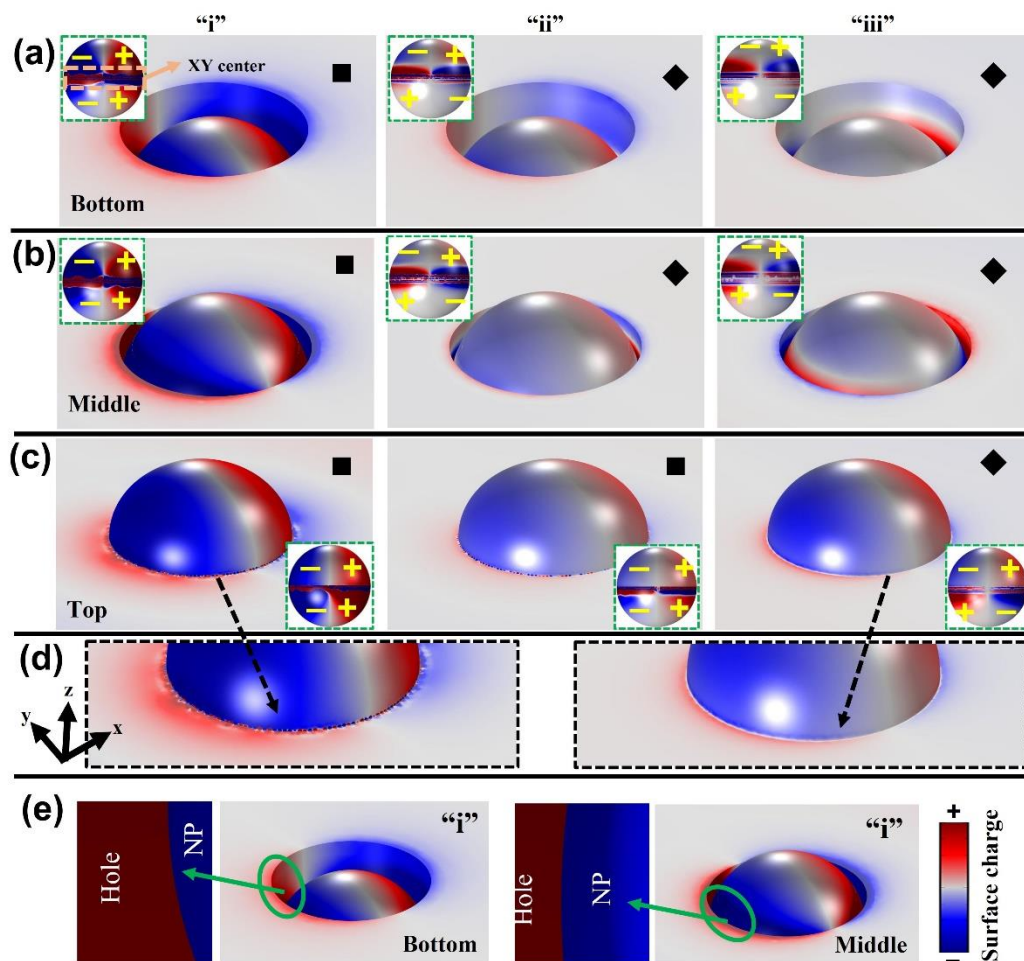 “i”
“ii”
“iii”
(a)
− +
− +
XY center
− +
+ −
− +
+ −
Bottom
(b)
− +
− +
− +
+ −
− +
+ −
Middle
(c)
− +
− +
− +
− +
− +
+ −
Top
(d)
z
y
x
(e)
Hole
NP
“i”
Bottom
Hole
NP
“i”
Middle
+
Surface charge
−